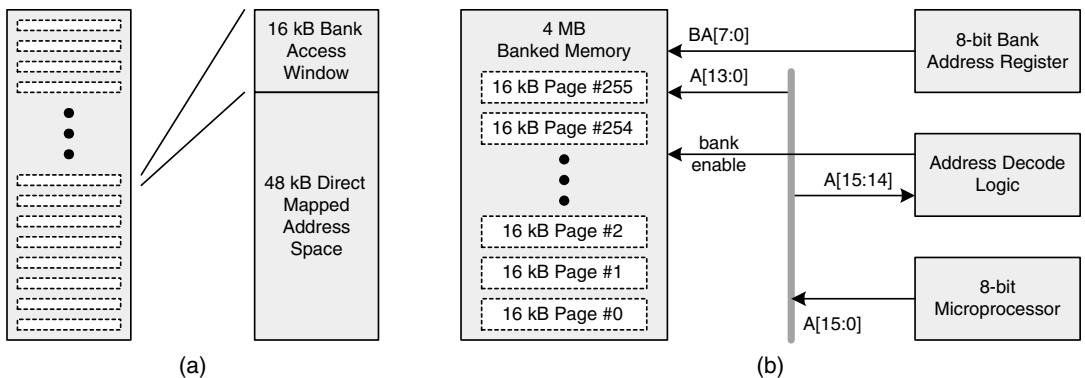 16 kB Bank
Access
Window
48 kB Direct
Mapped
Address
Space
(a)
4 MB
Banked Memory
16 kB Page #255
16 kB Page #254
16 kB Page #2
16 kB Page #1
16 kB Page #0
BA[7:0]
A[13:0]
bank
enable
A[15:14]
A[15:0]
8-bit Bank
Address Register
Address Decode
Logic
8-bit
Microprocessor
(b)